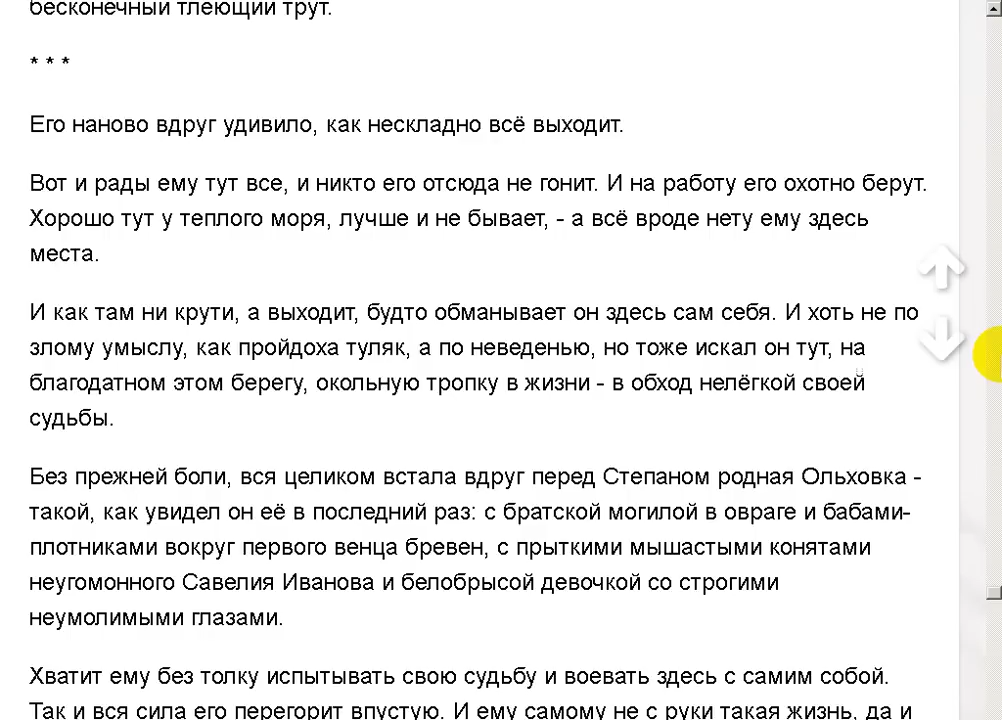 бесконечный тлеющий трут.
* * *
Его наново вдруг удивило, как нескладно всё выходит.
Вот и рады ему тут все, и никто его отсюда не гонит. И на работу его охотно берут.
Хорошо тут у теплого моря, лучше и не бывает, - а всё вроде нету ему здесь
места.
И как там ни крути, а выходит, будто обманывает он здесь сам себя. И хоть не по
злому умыслу, как пройдоха туляк, а по неведенью, но тоже искал он тут, на
благодатном этом берегу, окольную тропку в жизни - в обход нелёгкой своей
судьбы.
Без прежней боли, вся целиком встала вдруг перед Степаном родная Ольховка -
такой, как увидел он её в последний раз: с братской могилой в овраге и бабами-
плотниками вокруг первого венца бревен, с прыткими мышастыми конятами
неугомонного Савелия Иванова и белобрысой девочкой со строгими
неумолимыми глазами.
Хватит ему без толку испытывать свою судьбу и воевать здесь с самим собой.
Так и вся сила его перегорит впустую. И ему самому не с руки такая жизнь, да и